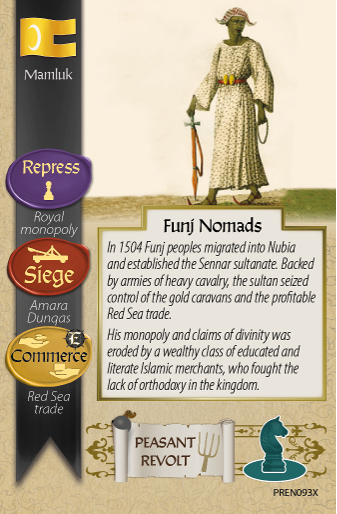 Mamluk
Repress
Royal
monopoly
Siege
Amara
Dunqas
E
Commerce
Red Sea
trade
Funj Nomads
In 1504 Funj peoples migrated into Nubia
and established the Sennar sultanate. Backed
by armies of heavy cavalry, the sultan seized
control of the gold caravans and the profitable
Red Sea trade.
His monopoly and claims of divinity was
eroded by a wealthy class of educated and
literate Islamic merchants, who fought the
lack of orthodoxy in the kingdom.
PEASANT
REVOLT
PREN093X